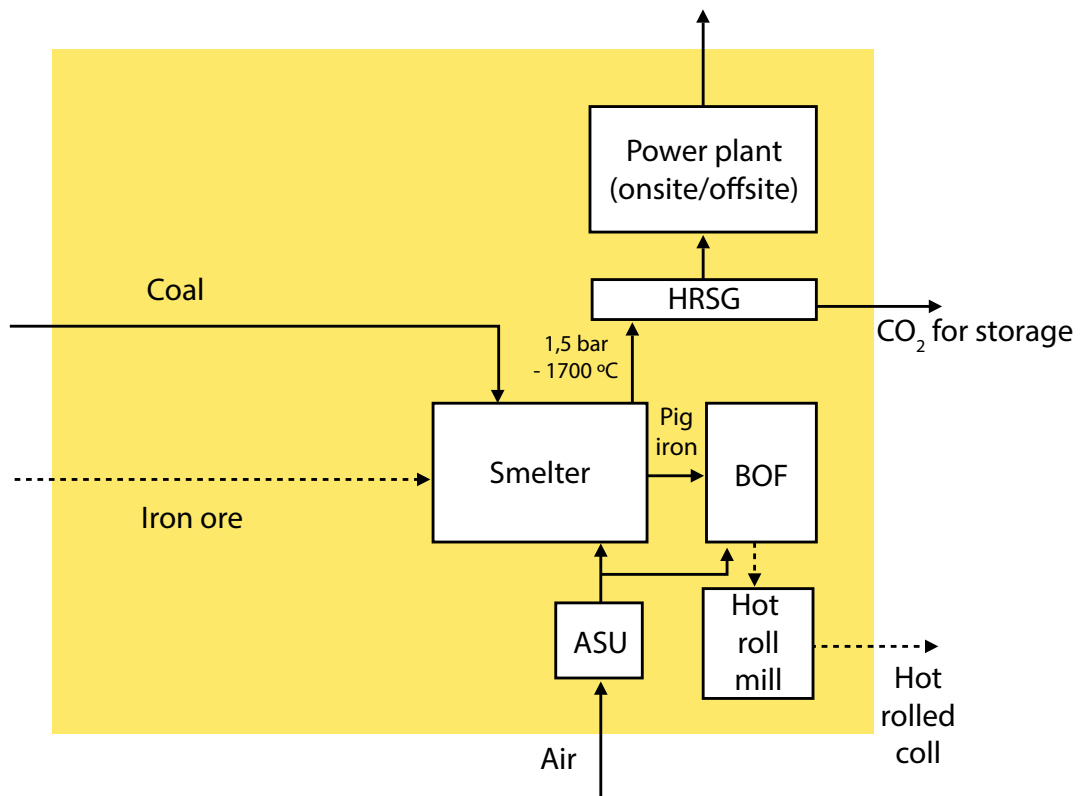 Power plant
(onsite/offsite)
Coal
HRSG
CO₂ for storage
1,5 bar
- 1700 ºC
Pig
iron
Smelter
BOF
Iron ore
ASU
Hot
roll
mill
Hot
rolled
coll
Air